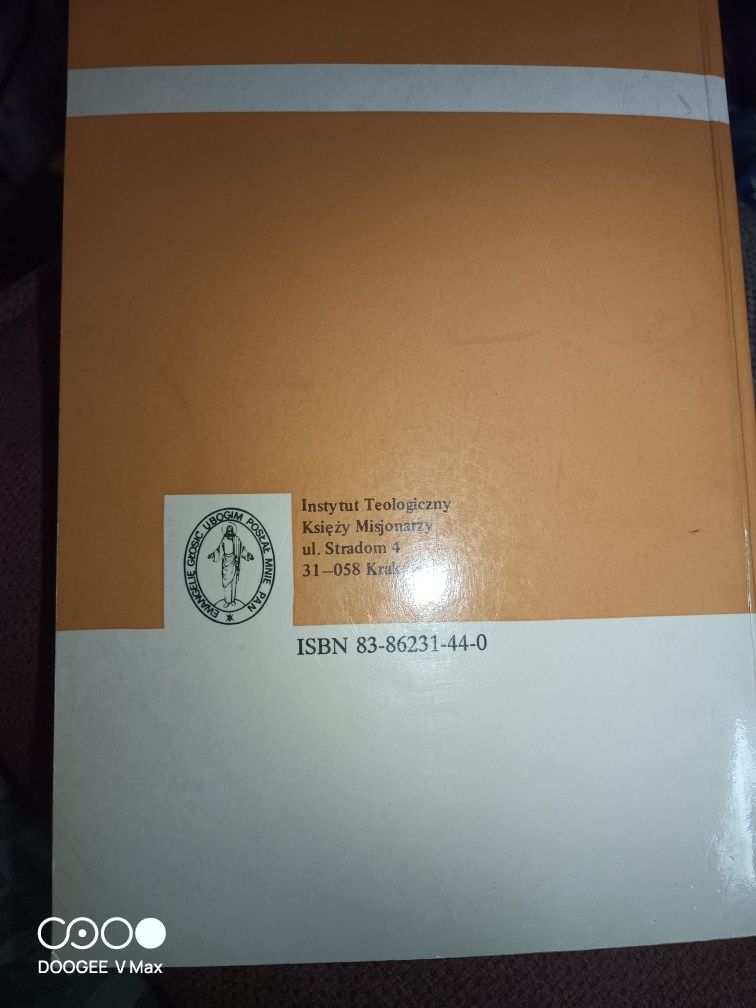 Instytut Teologiczny
Księży Misjonarzy
ul. Stradom 4
31—058
EWANGELIE GŁOSIĆ UBOGIM POSŁAŁ MNIE PAN
ISBN 83-86231-44-0
DOOGEE V Max